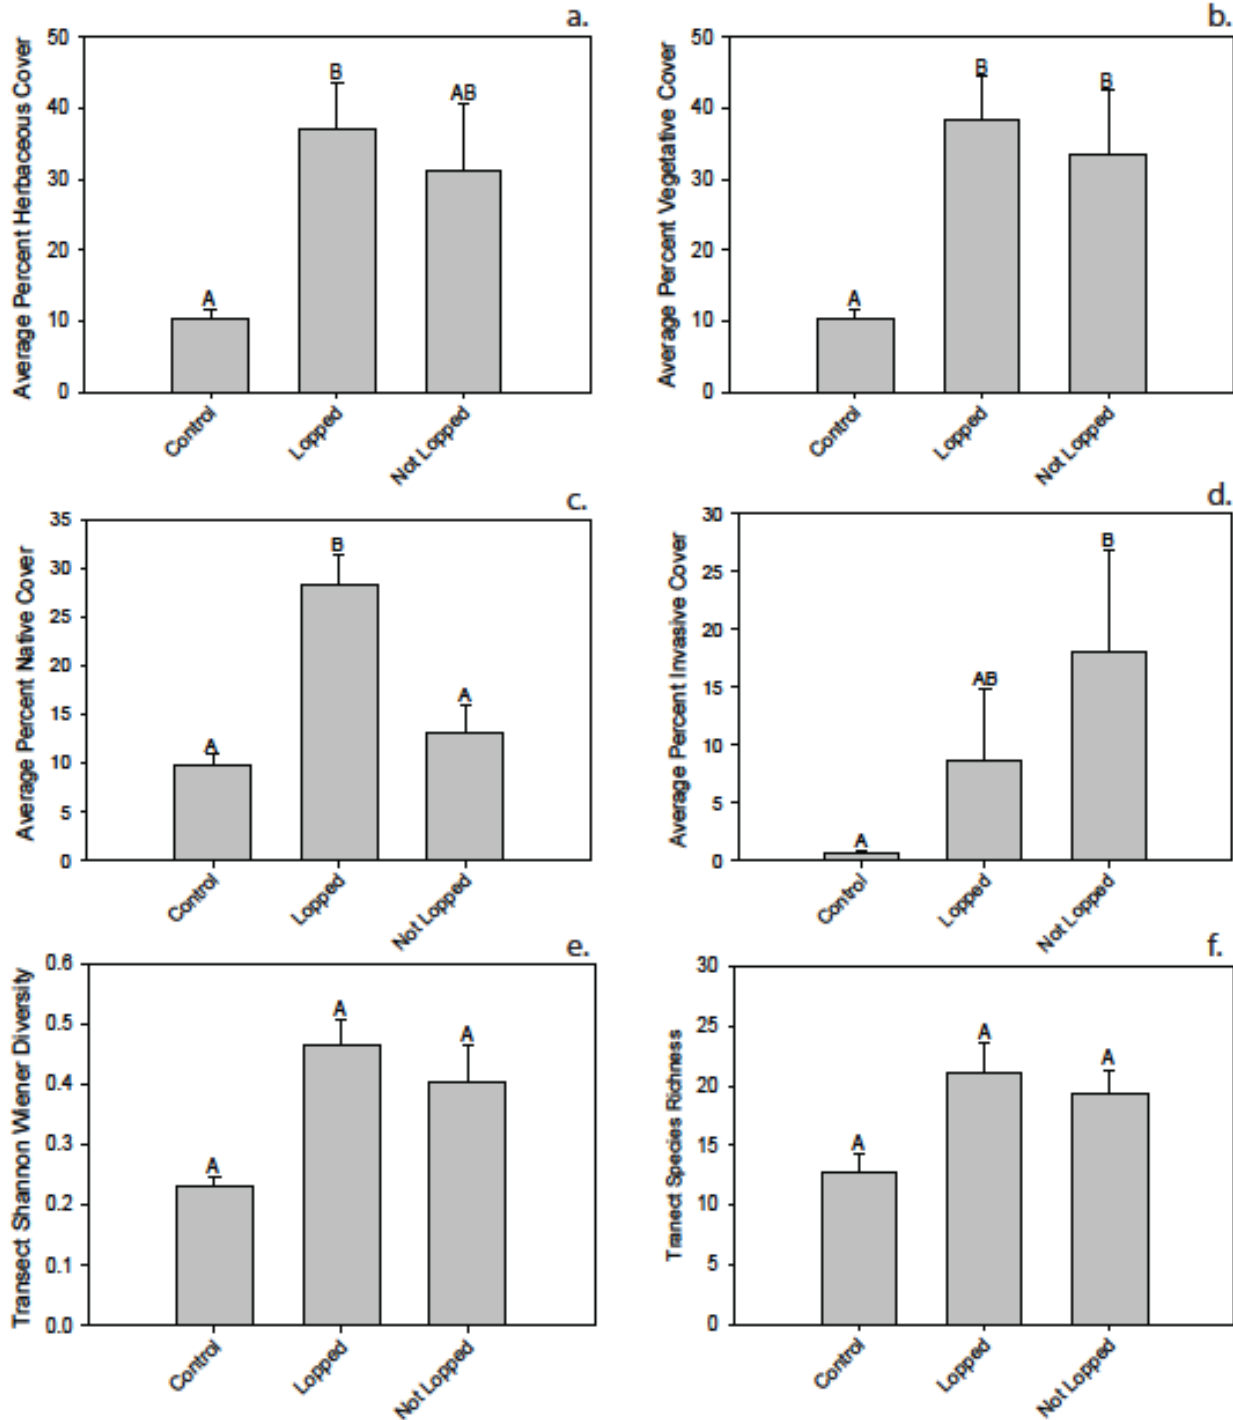 a.
Average Percent Herbaceous Cover
50
40
30
20
10
0
A
B
AB
Control
Lopped
Not Lopped
b.
Average Percent Vegetative Cover
50
40
30
20
10
0
A
B
B
Control
Lopped
Not Lopped
c.
Average Percent Native Cover
35
30
25
20
15
10
5
0
A
B
A
Control
Lopped
Not Lopped
d.
Average Percent Invasive Cover
30
25
20
15
10
5
0
A
AB
B
Control
Lopped
Not Lopped
e.
Transect Shannon Wiener Diversity
0.6
0.5
0.4
0.3
0.2
0.1
0.0
A
A
A
Control
Lopped
Not Lopped
f.
Tranect Species Richness
30
25
20
15
10
5
0
A
A
A
Control
Lopped
Not Lopped